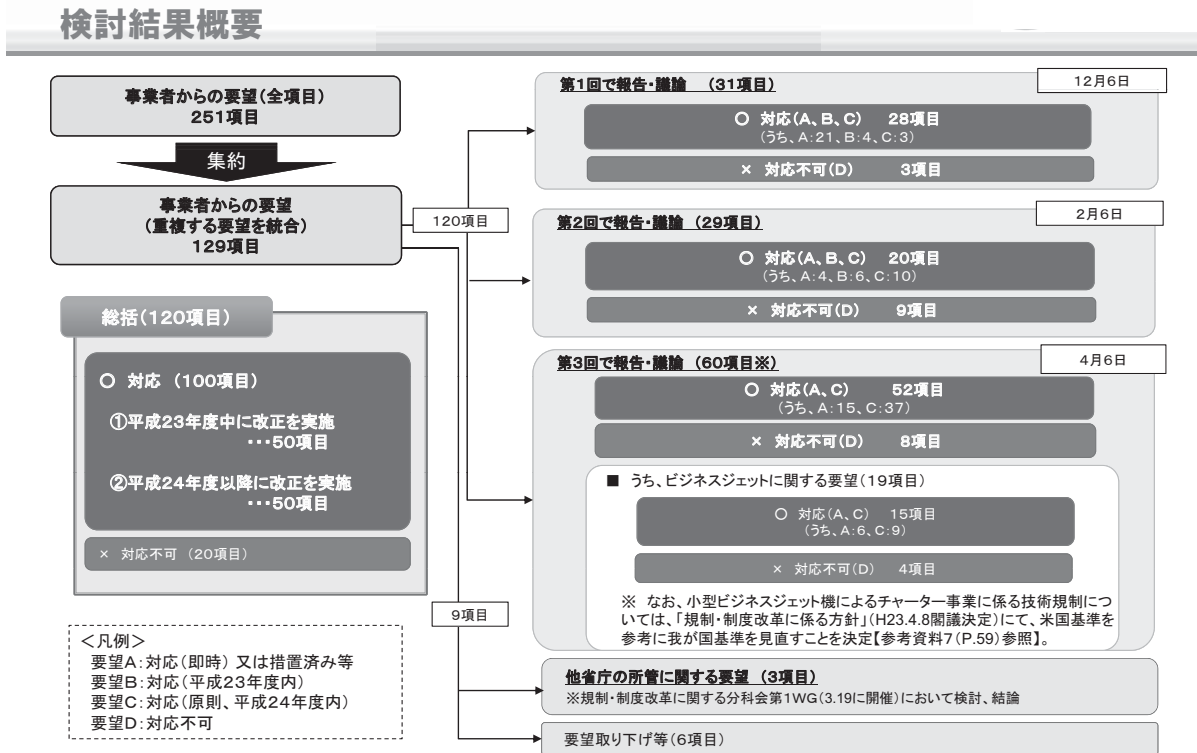 検討結果概要
事業者からの要望(全項目)
251項目
集約
事業者からの要望
(重複する要望を統合)
129項目
120項目
9項目
総括(120項目)
○ 対応 (100項目)
①平成23年度中に改正を実施
・・・50項目
②平成24年度以降に改正を実施
・・・50項目
× 対応不可 (20項目)
<凡例>
要望A:対応(即時) 又は措置済み等
要望B:対応(平成23年度内)
要望C:対応(原則、平成24年度内)
要望D:対応不可
第1回で報告・議論 (31項目)
12月6日
○ 対応(A、B、C) 28項目
(うち、A:21、B:4、C:3)
× 対応不可(D) 3項目
第2回で報告・議論 (29項目)
2月6日
○ 対応(A、B、C) 20項目
(うち、A:4、B:6、C:10)
× 対応不可(D) 9項目
第3回で報告・議論 (60項目※)
4月6日
○ 対応(A、C) 52項目
(うち、A:15、C:37)
× 対応不可(D) 8項目
■ うち、ビジネスジェットに関する要望(19項目)
○ 対応(A、C) 15項目
(うち、A:6、C:9)
× 対応不可(D) 4項目
※ なお、小型ビジネスジェット機によるチャーター事業に係る技術規制につ
いては、「規制・制度改革に係る方針」(H23.4.8閣議決定)にて、米国基準を
参考に我が国基準を見直すことを決定【参考資料7(P.59)参照】。
他省庁の所管に関する要望 (3項目)
※規制・制度改革に関する分科会第1WG(3.19に開催)において検討、結論
要望取り下げ等(6項目)